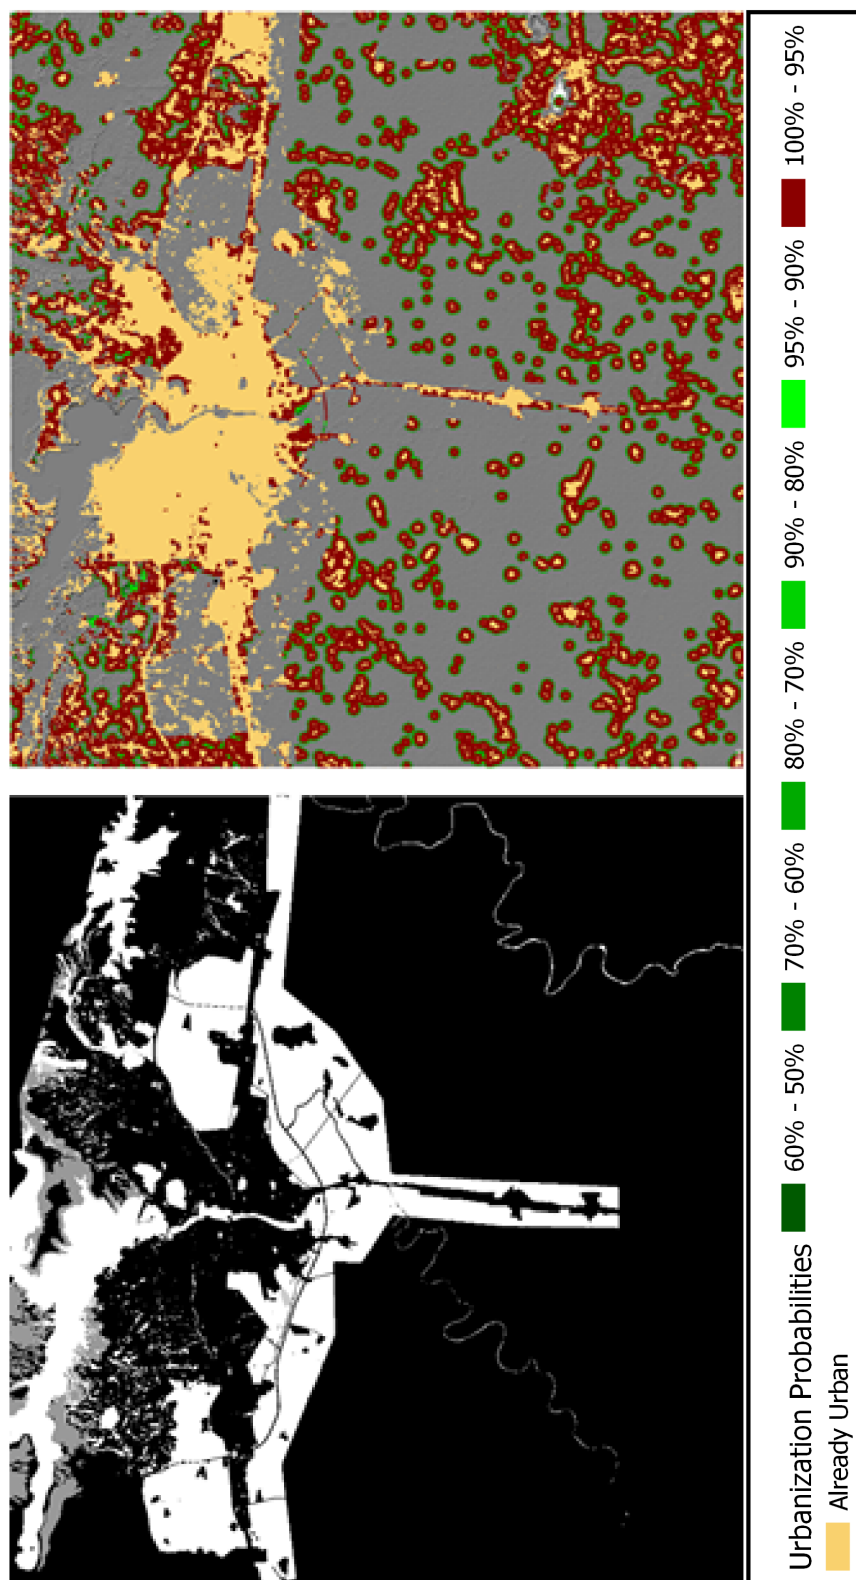 Urbanization Probabilities
Already Urban
60% - 50%
70% - 60%
80% - 70%
90% - 80%
95% - 90%
100% - 95%